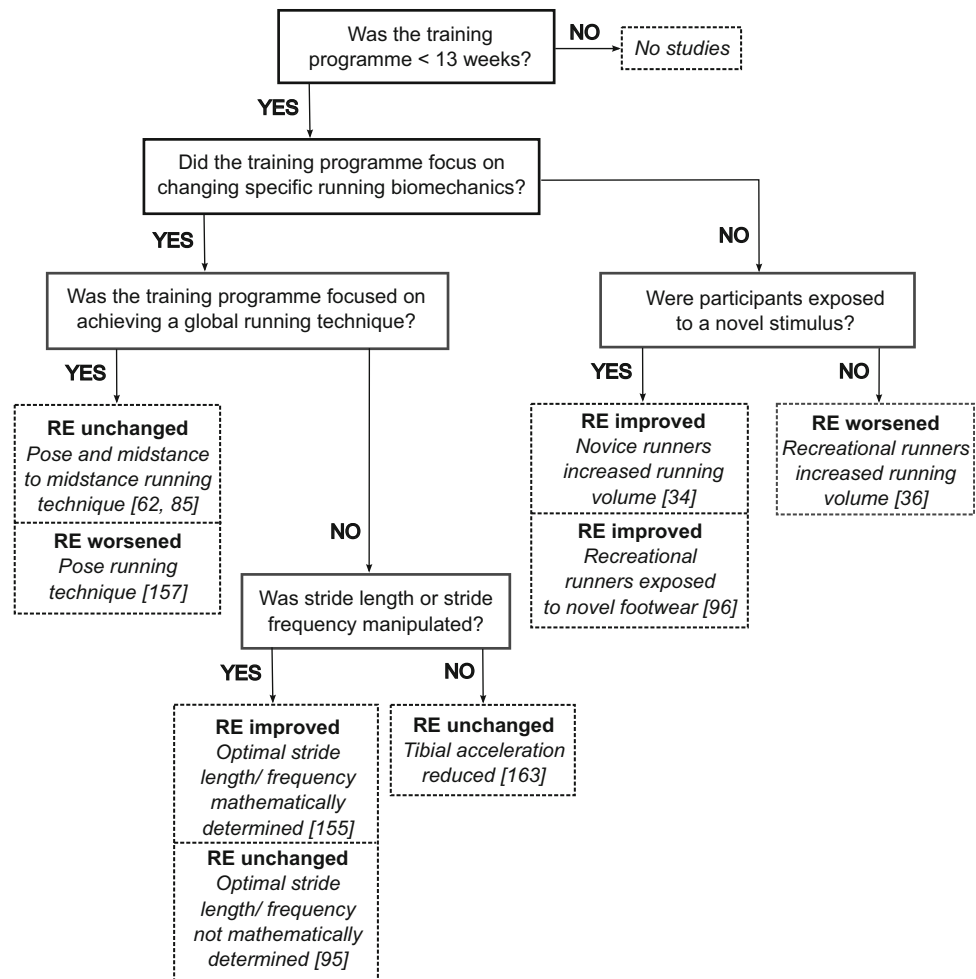 Was the training
programme < 13 weeks?
NO
No studies
YES
Did the training programme focus on
changing specific running biomechanics?
YES
NO
Was the training programme focused on
achieving a global running technique?
Were participants exposed
to a novel stimulus?
YES
NO
YES
NO
RE unchanged
Pose and midstance
to midstance running
technique [62, 85]
RE worsened
Pose running
technique [157]
RE improved
Novice runners
increased running
volume [34]
RE improved
Recreational
runners exposed
to novel footwear [96]
RE worsened
Recreational runners
increased running
volume [36]
Was stride length or stride
frequency manipulated?
YES
NO
RE improved
Optimal stride
length/ frequency
mathematically
determined [155]
RE unchanged
Optimal stride
length/ frequency
not mathematically
determined [95]
RE unchanged
Tibial acceleration
reduced [163]